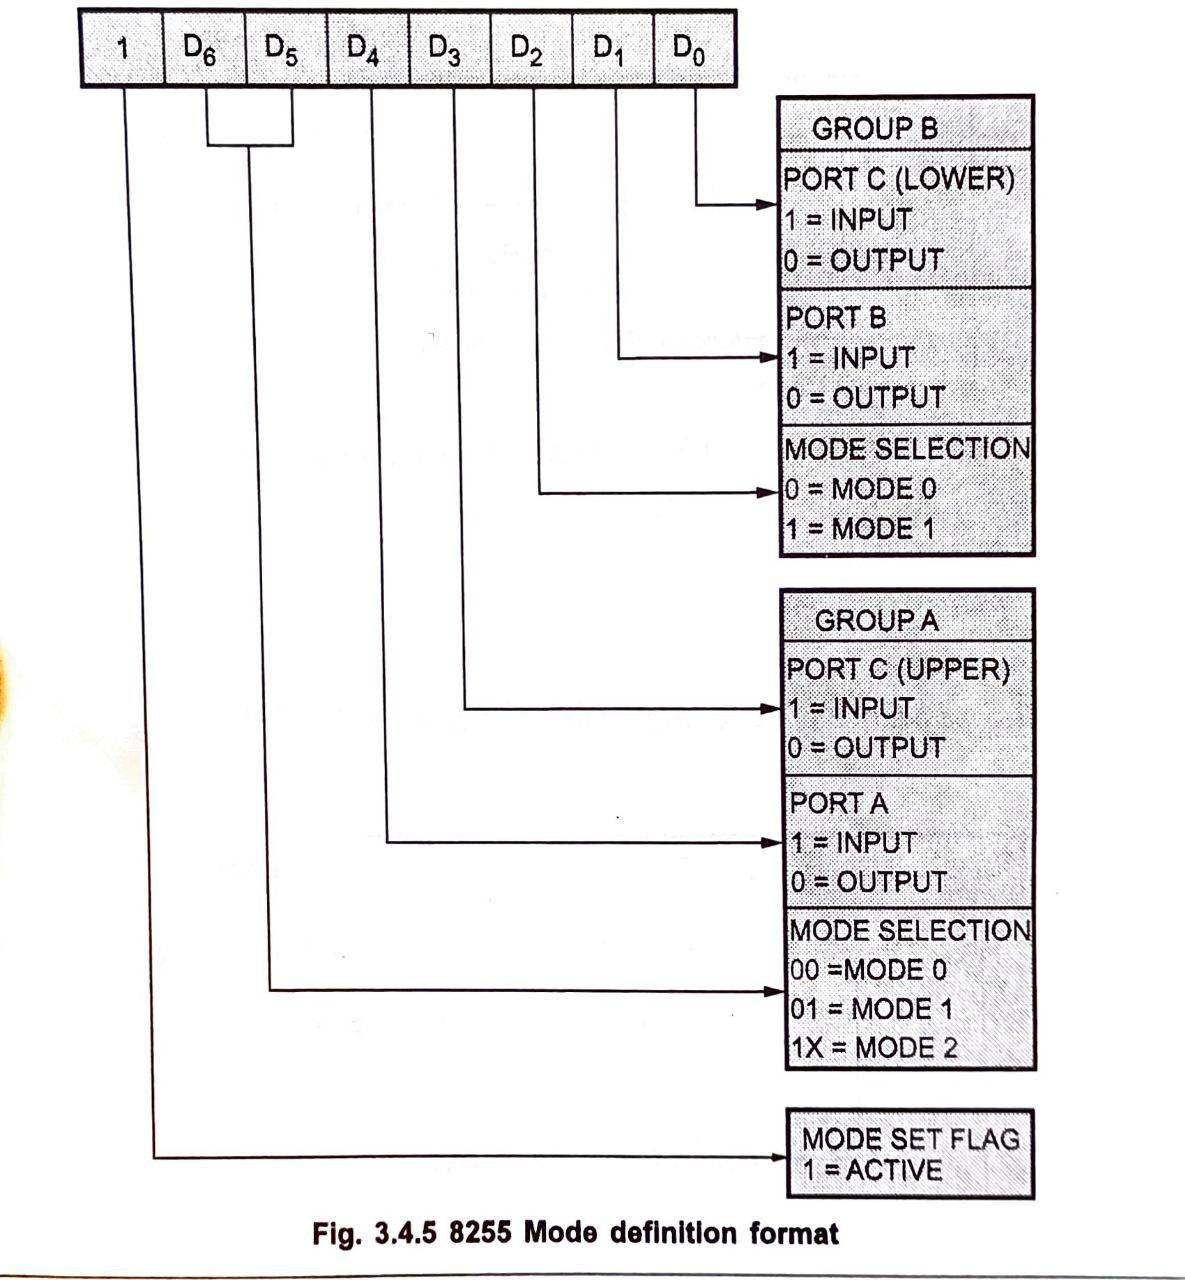 1 D₆ D₅ D₄ D₃ D₂ D₁ D₀
GROUP B
PORT C (LOWER)
1 = INPUT
0 = OUTPUT
PORT B
1 = INPUT
0 = OUTPUT
MODE SELECTION
0 = MODE 0
1 = MODE 1
GROUP A
PORT C (UPPER)
1 = INPUT
0 = OUTPUT
PORT A
1 = INPUT
0 = OUTPUT
MODE SELECTION
00 =MODE 0
01 = MODE 1
1X = MODE 2
MODE SET FLAG
1 = ACTIVE
Fig. 3.4.5 8255 Mode definition format